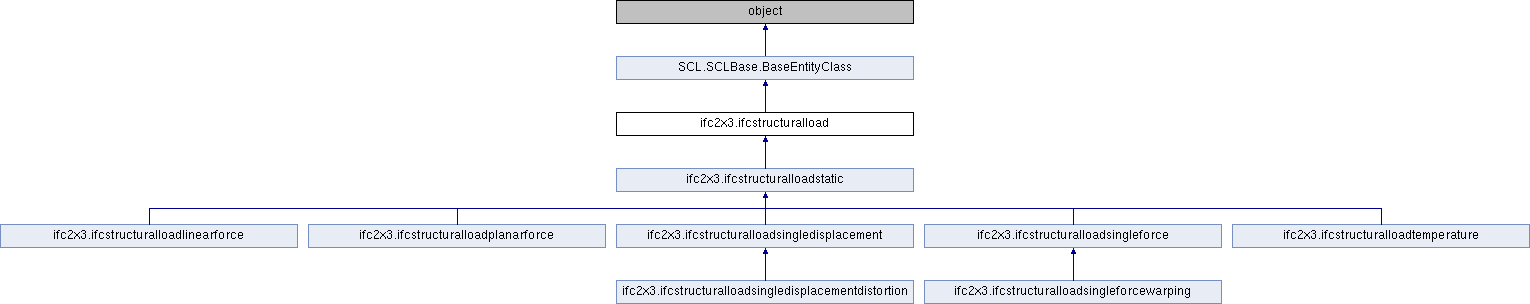 object
SCL.SCLBase.BaseEntityClass
ifc2x3.ifcstructuralload
ifc2x3.ifcstructuralloadstatic
ifc2x3.ifcstructuralloadlinearforce
ifc2x3.ifcstructuralloadplanarforce
ifc2x3.ifcstructuralloadsingledisplacement
ifc2x3.ifcstructuralloadsingleforce
ifc2x3.ifcstructuralloadtemperature
ifc2x3.ifcstructuralloadsingledisplacementdistortion
ifc2x3.ifcstructuralloadsingleforcewarping